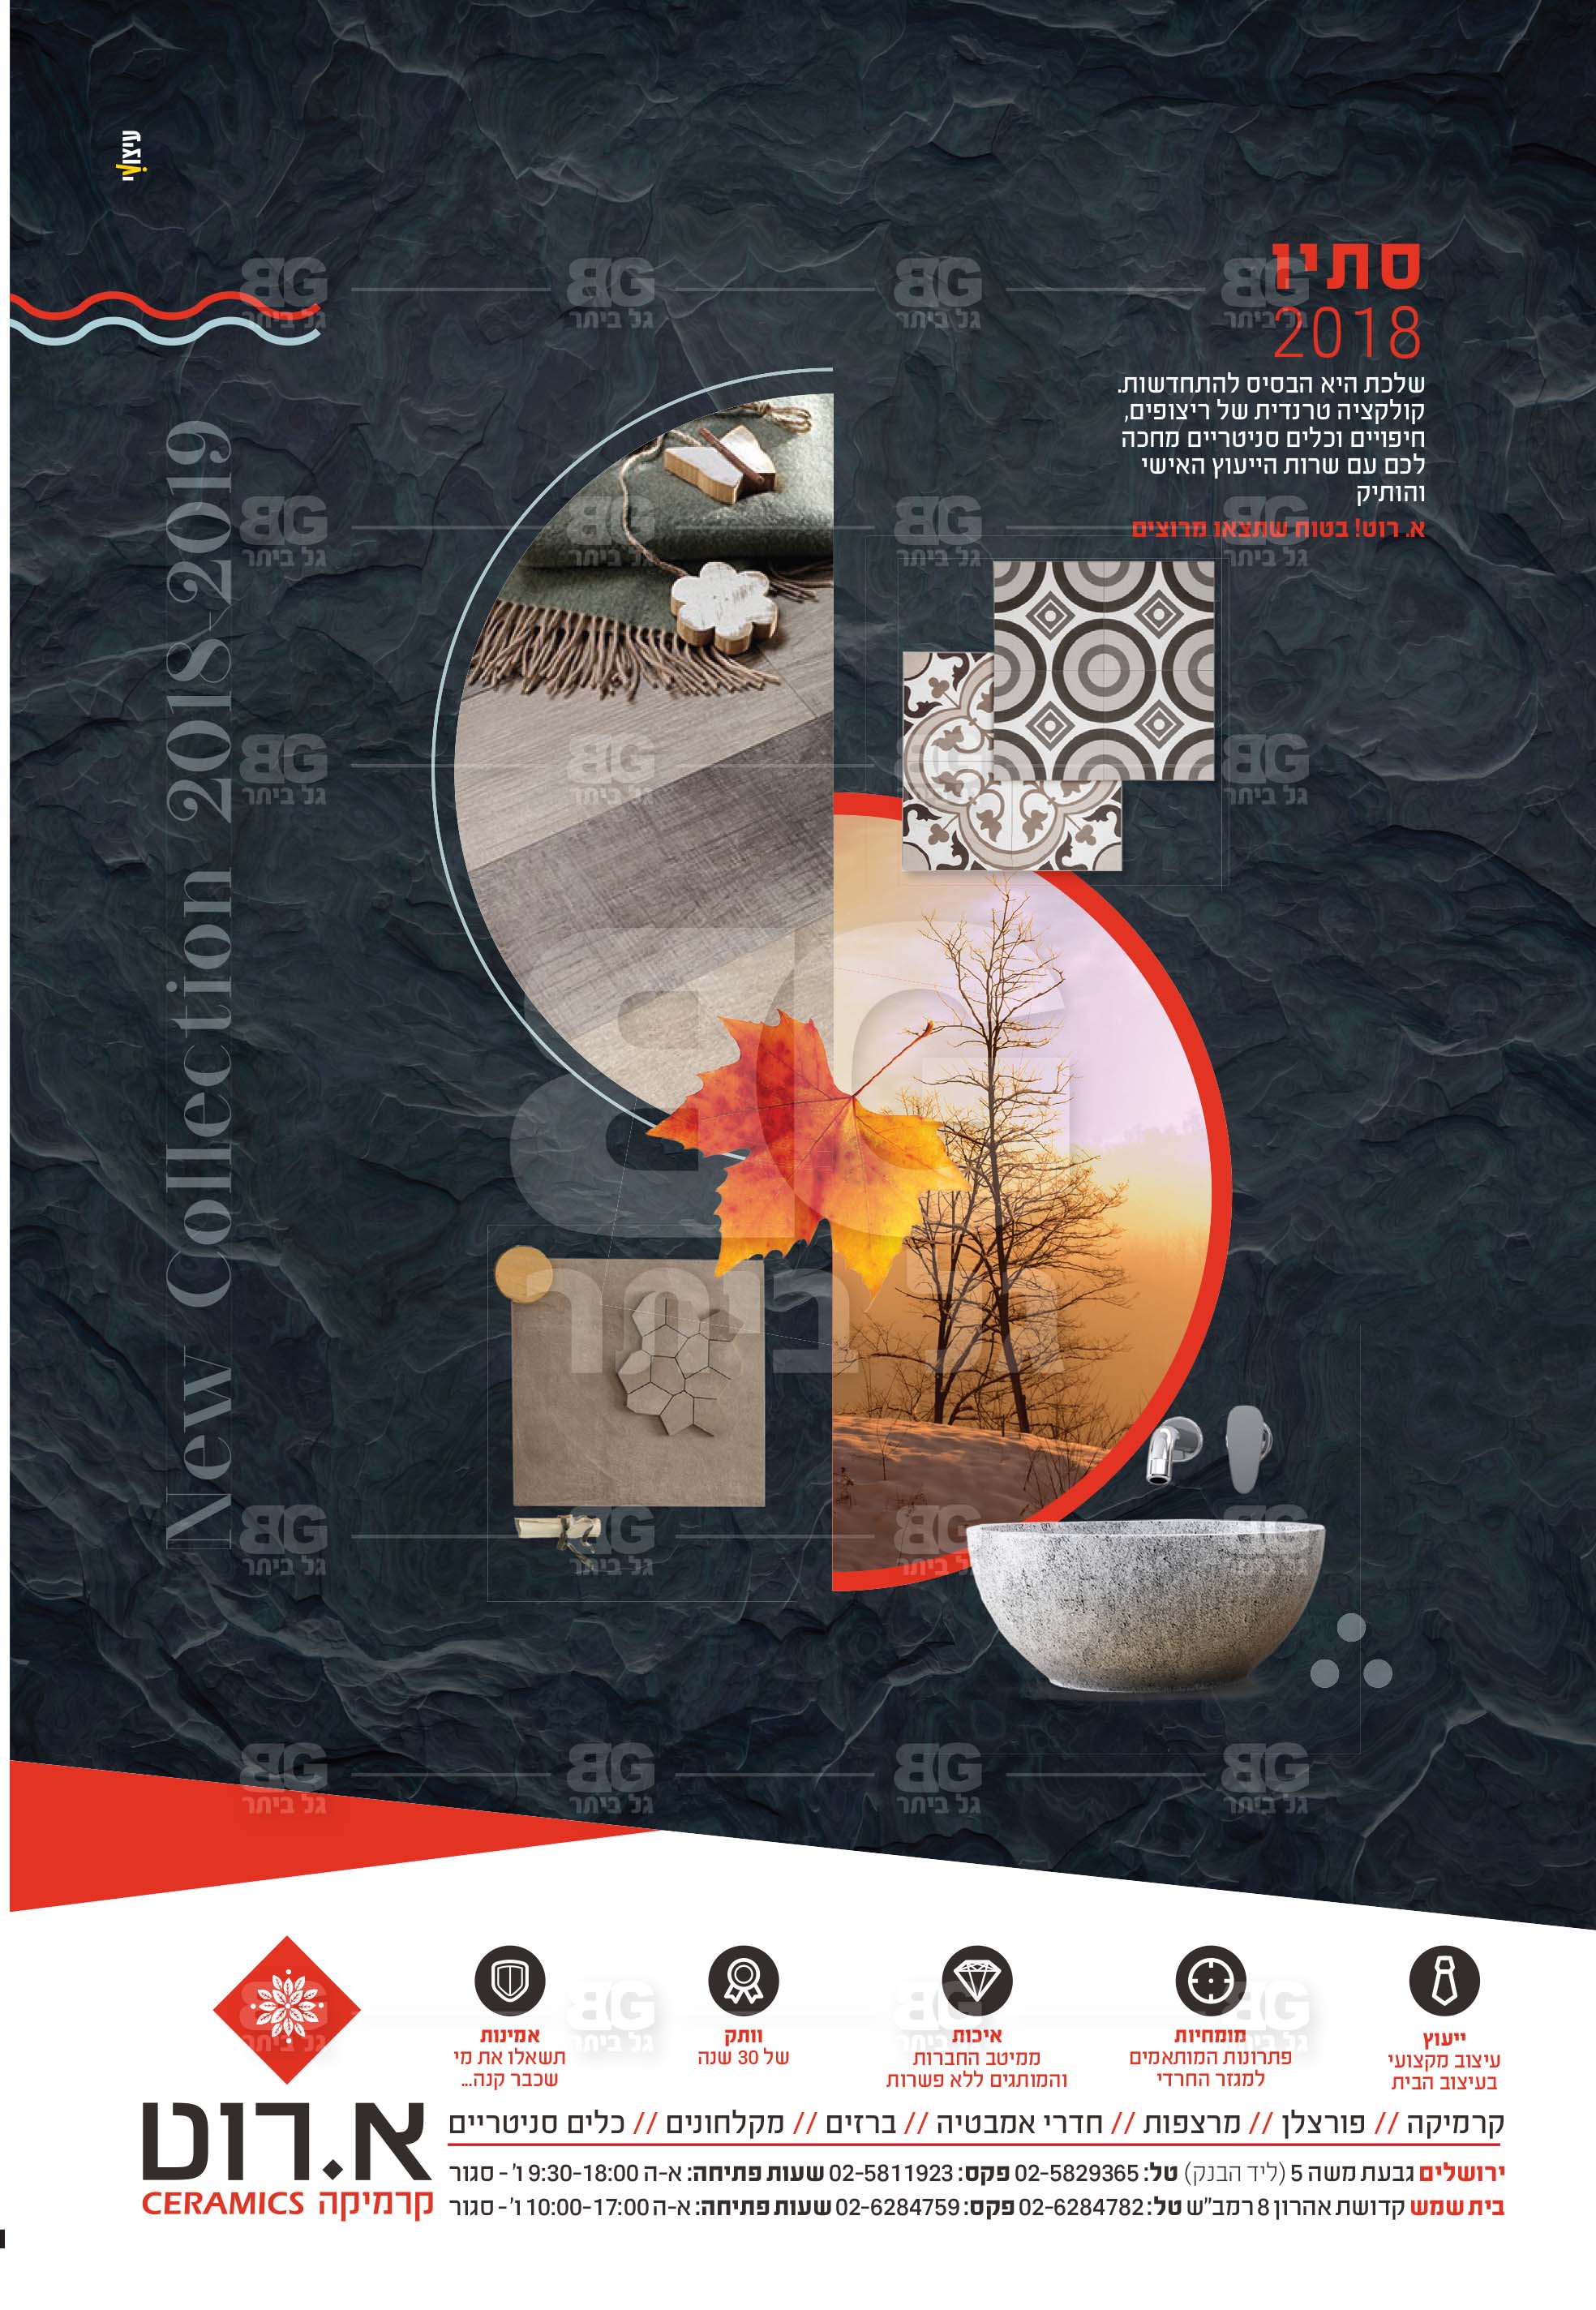 עיצובי
סתיו
2018
שלכת היא הבסיס להתחדשות.
קולקציה טרנדית של ריצופים,
חיפויים וכלים סניטריים מחכה
לכם עם שרות הייעוץ האישי
והותיק
א. רוט! בטוח שתצאו מרוצים
New Collection 2018-2019
BG
גל ביתר
ייעוץ
עיצוב מקצועי
בעיצוב הבית
מומחיות
פתרונות המותאמים
למגזר החרדי
איכות
ממיטב החברות
והמותגים ללא פשרות
וותק
של 30 שנה
אמינות
תשאלו את מי
שכבר קנה...
א.רוט
קרמיקה CERAMICS
קרמיקה // פורצלן // מרצפות // חדרי אמבטיה // ברזים // מקלחונים // כלים סניטריים
ירושלים גבעת משה 5 (ליד הבנק) טל: 02-5829365 פקס: 02-5811923 שעות פתיחה: א-ה 9:30-18:00 ו' - סגור
בית שמש קדושת אהרון 8 רמב"ש טל: 02-6284782 פקס: 02-6284759 שעות פתיחה: א-ה 10:00-17:00 ו' - סגור